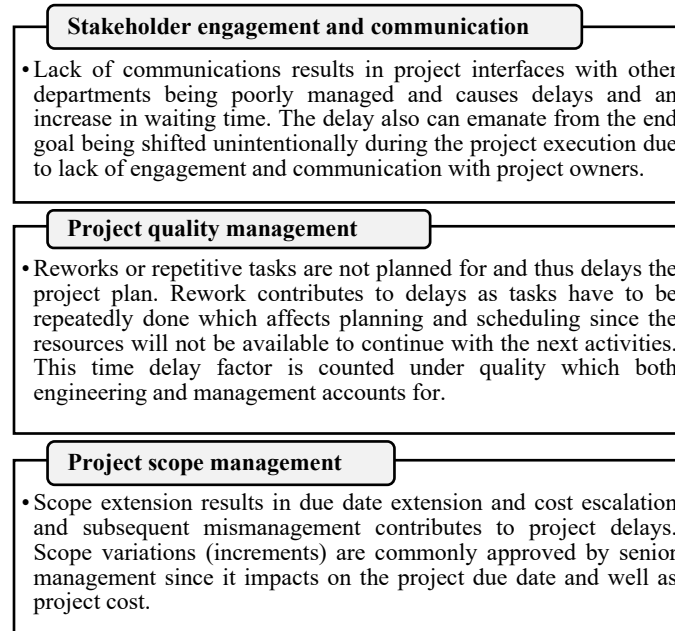 Stakeholder engagement and communication
•Lack of communications results in project interfaces with other
departments being poorly managed and causes delays and an
increase in waiting time. The delay also can emanate from the end
goal being shifted unintentionally during the project execution due
to lack of engagement and communication with project owners.
Project quality management
•Reworks or repetitive tasks are not planned for and thus delays the
project plan. Rework contributes to delays as tasks have to be
repeatedly done which affects planning and scheduling since the
resources will not be available to continue with the next activities.
This time delay factor is counted under quality which both
engineering and management accounts for.
Project scope management
•Scope extension results in due date extension and cost escalation
and subsequent mismanagement contributes to project delays.
Scope variations (increments) are commonly approved by senior
management since it impacts on the project due date and well as
project cost.